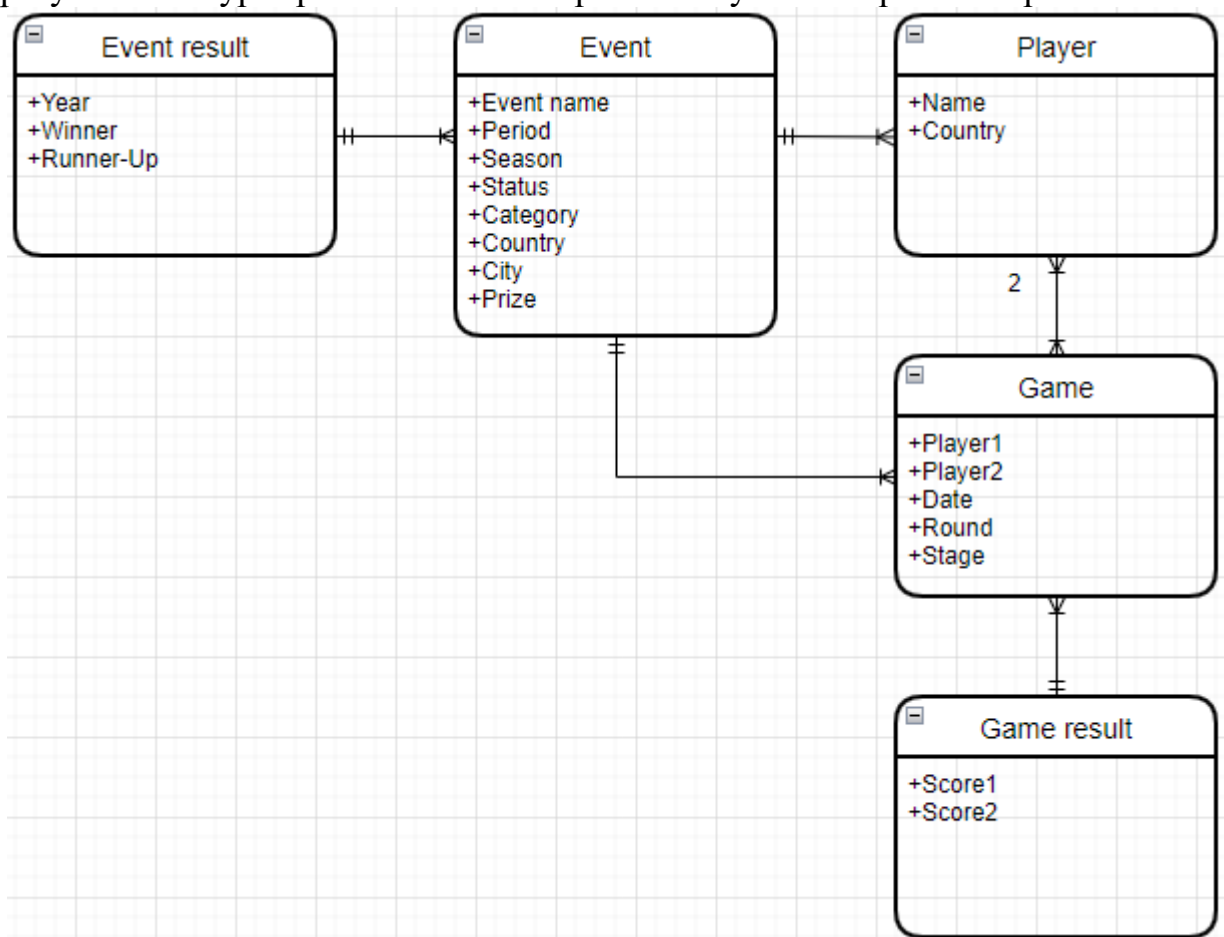 Event result
+Year
+Winner
+Runner-Up
Event
+Event name
+Period
+Season
+Status
+Category
+Country
+City
+Prize
Player
+Name
+Country
2
Game
+Player1
+Player2
+Date
+Round
+Stage
Game result
+Score1
+Score2